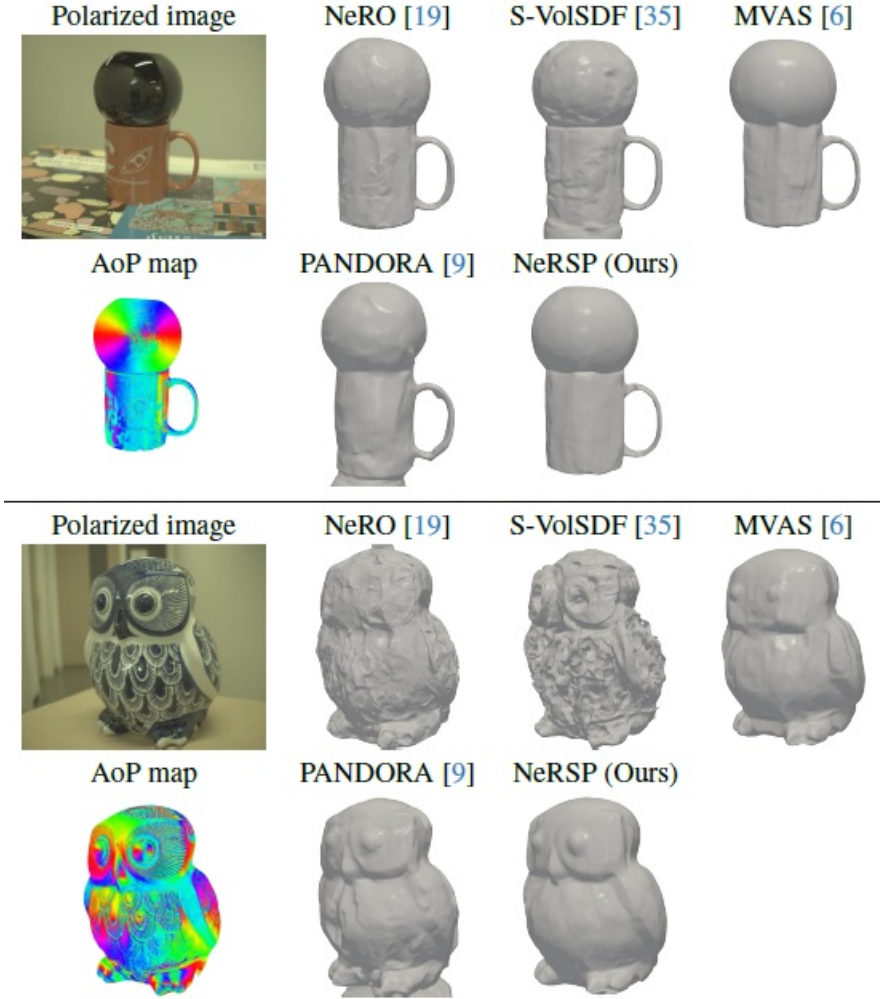 Polarized image NeRO [19] S-VolSDF [35] MVAS [6]
AoP map PANDORA [9] NeRSP (Ours)
Polarized image NeRO [19] S-VolSDF [35] MVAS [6]
AoP map PANDORA [9] NeRSP (Ours)